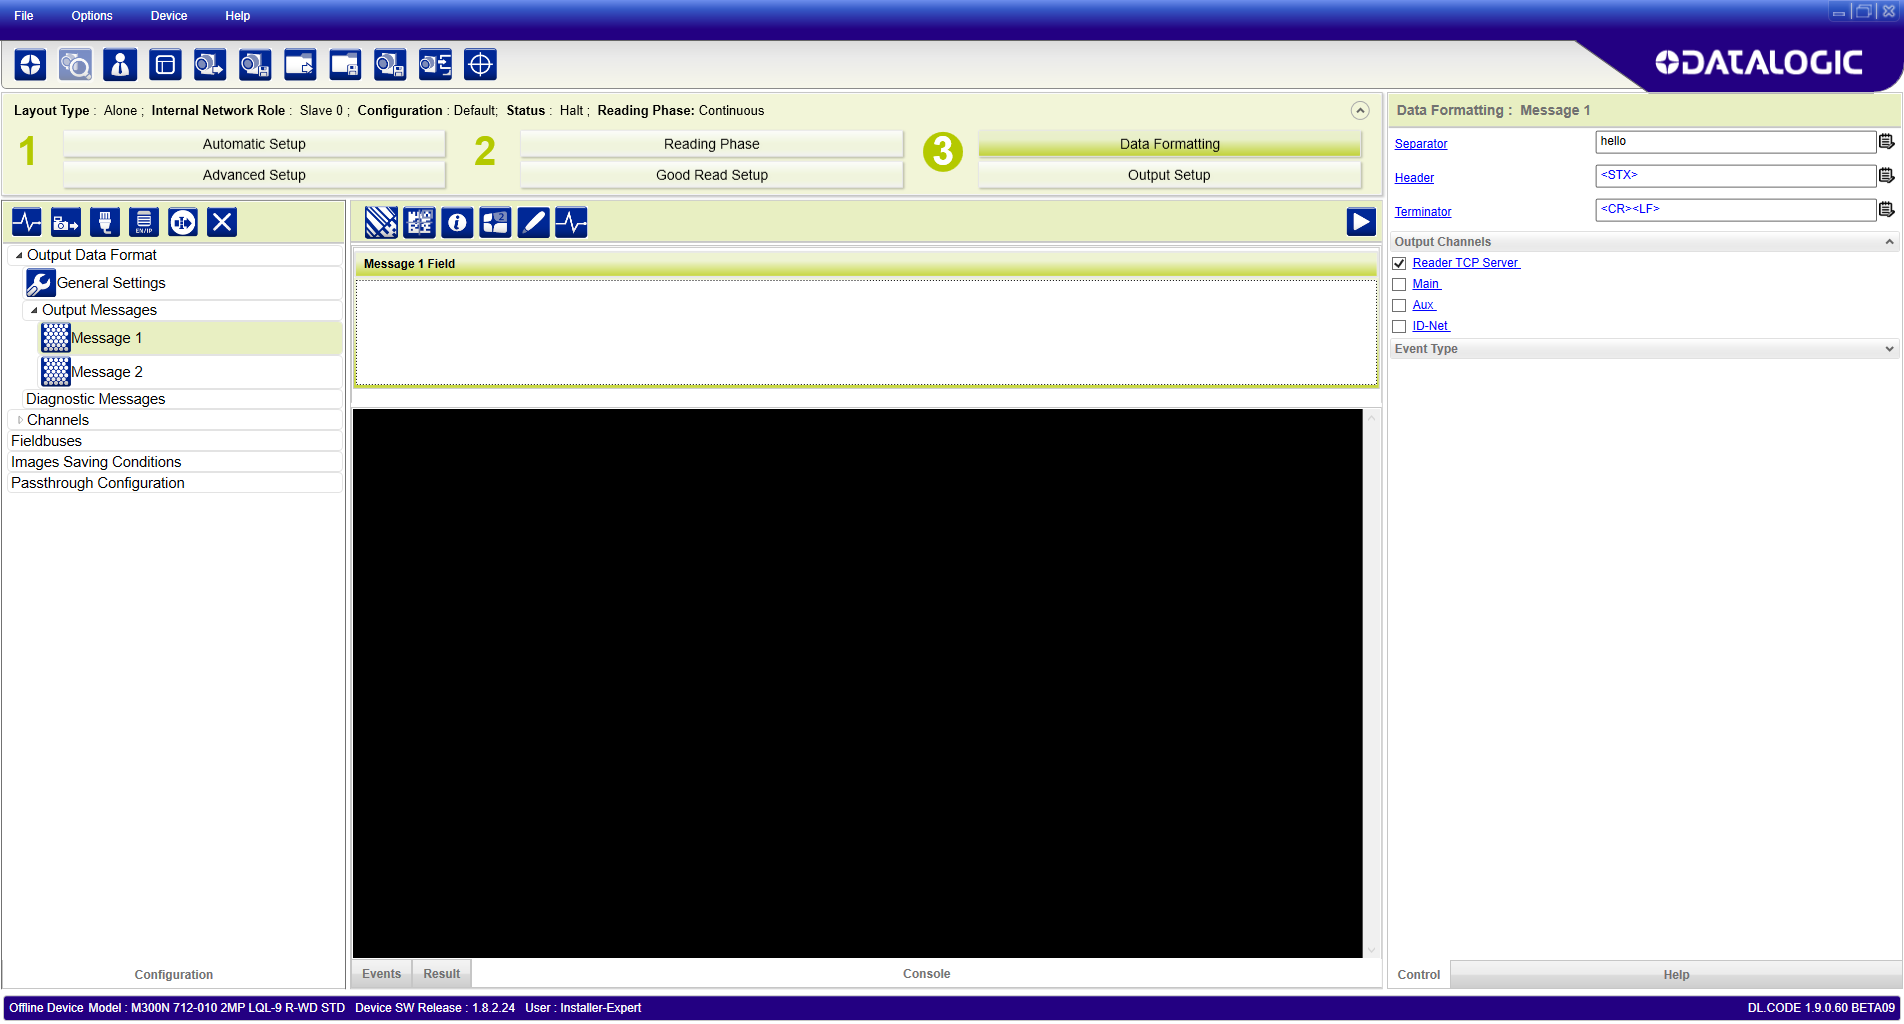 File Options Device Help
DATALOGIC
Layout Type : Alone ; Internal Network Role : Slave 0 ; Configuration : Default; Status : Halt ; Reading Phase: Continuous
1 Automatic Setup 2 Reading Phase 3 Data Formatting
Advanced Setup Good Read Setup Output Setup
EN/IP
Output Data Format
General Settings
Output Messages
Message 1
Message 2
Diagnostic Messages
Channels
Fieldbuses
Images Saving Conditions
Passthrough Configuration
Configuration
Message 1 Field
Events Result Console
Data Formatting : Message 1
Separator hello
Header <STX>
Terminator <CR><LF>
Output Channels
Reader TCP Server
Main
Aux
ID-Net
Event Type
Control Help
Offline Device Model : M300N 712-010 2MP LQL-9 R-WD STD Device SW Release : 1.8.2.24 User : Installer-Expert DL.CODE 1.9.0.60 BETA09